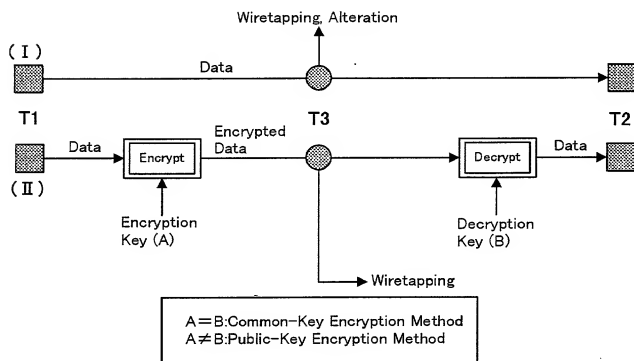 Wiretapping, Alteration
(I)
Data
T1
T3
T2
Data
Encrypt
Encrypted
Data
Decrypt
Data
(II)
Encryption
Key (A)
Decryption
Key (B)
Wiretapping
A=B:Common-Key Encryption Method
A≠B:Public-Key Encryption Method